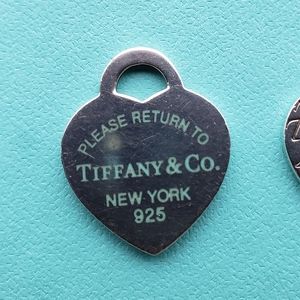 PLEASE RETURN TO
TIFFANY & CO.
NEW YORK
925